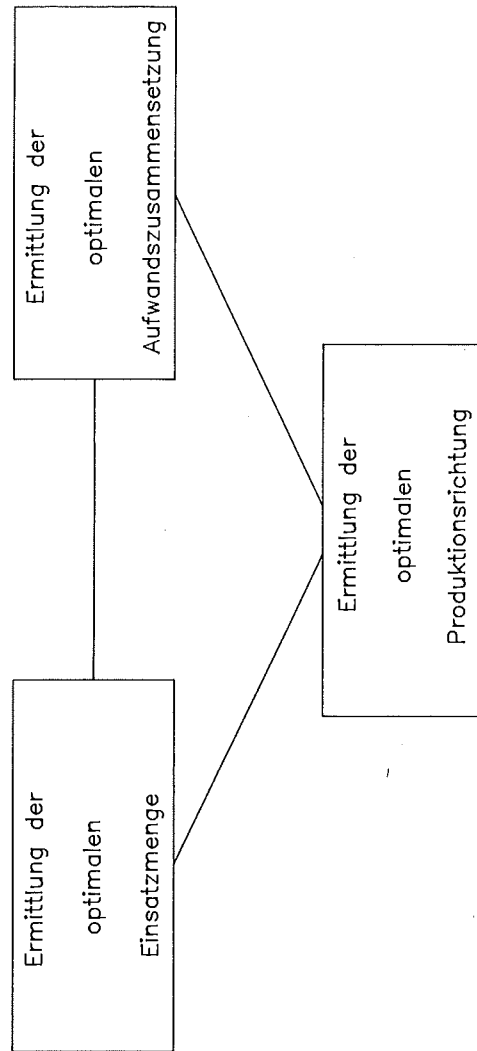 Ermittlung der
optimalen
Einsatzmenge
Ermittlung der
optimalen
Aufwandszusammensetzung
Ermittlung der
optimalen
Produktionsrichtung